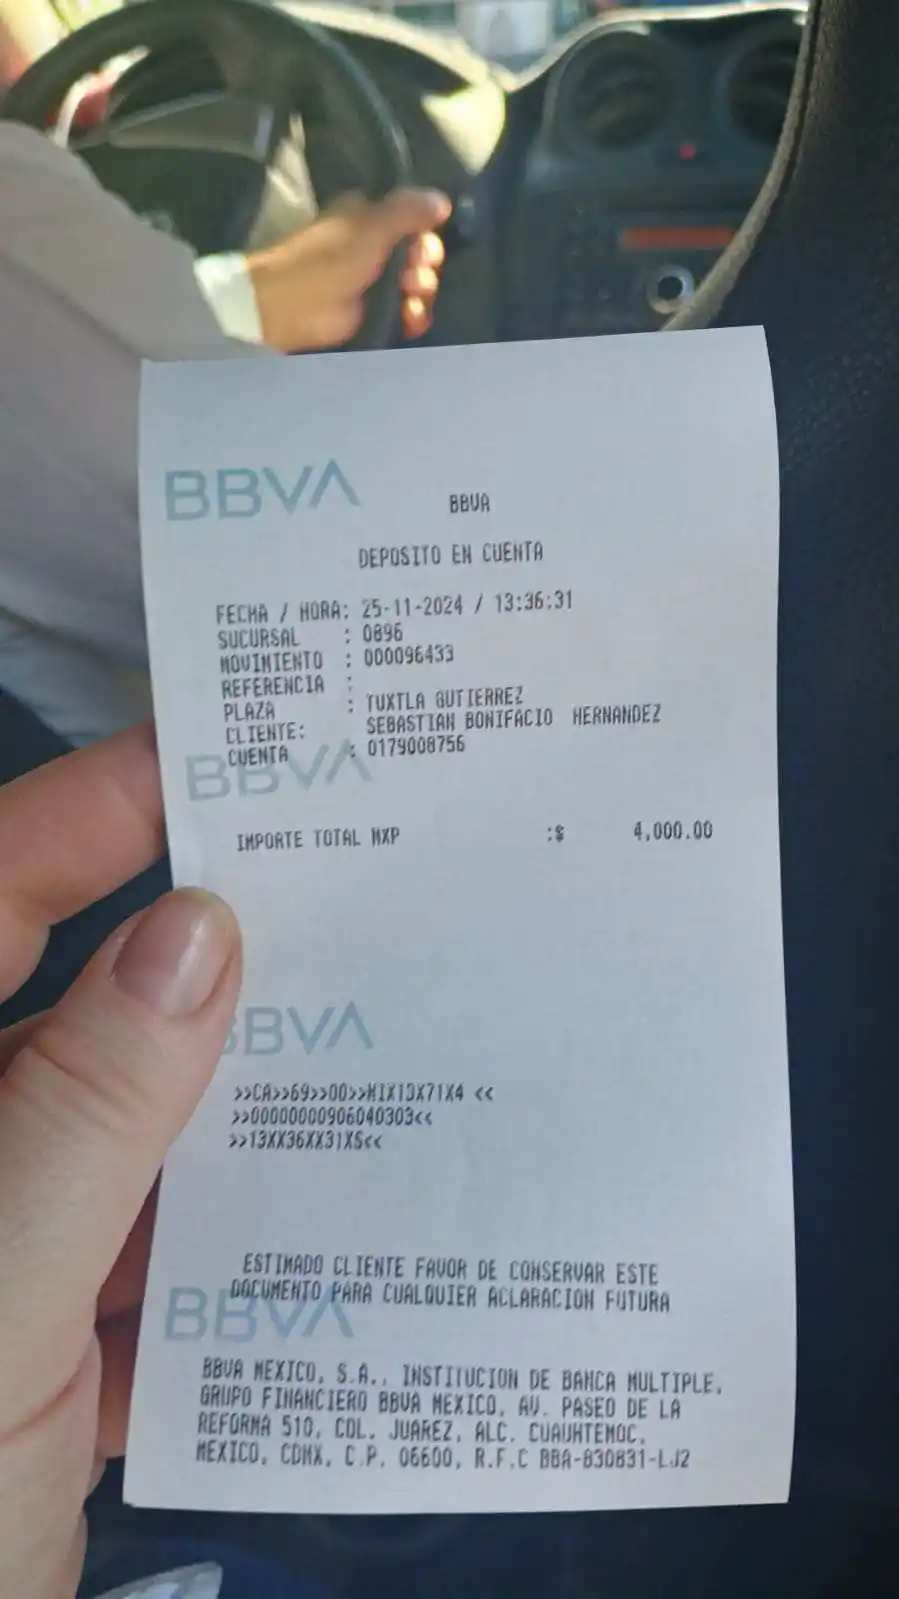 BBVA
BBVA
DEPOSITO EN CUENTA
FECHA / HORA: 25-11-2024 / 13:36:31
SUCURSAL : 0896
MOVIMIENTO : 000096433
REFERENCIA :
PLAZA : TUXTLA GUTIERREZ
CLIENTE: SEBASTIAN BONIFACIO HERNANDEZ
CUENTA : 0179008756
BBVA
IMPORTE TOTAL MXP :$ 4,000.00
BBVA
>>CA>>69>>00>>M1X13X71X4 <<
>>00000000906040303<<
>>13XX36XX31XS<<
ESTIMADO CLIENTE FAVOR DE CONSERVAR ESTE
DOCUMENTO PARA CUALQUIER ACLARACION FUTURA
BBVA
BBVA MEXICO, S.A., INSTITUCION DE BANCA MULTIPLE,
GRUPO FINANCIERO BBVA MEXICO, AV. PASEO DE LA
REFORMA 510, COL. JUAREZ, ALC. CUAUHTEMOC,
MEXICO, CDMX, C.P. 06600, R.F.C BBA-830831-LJ2